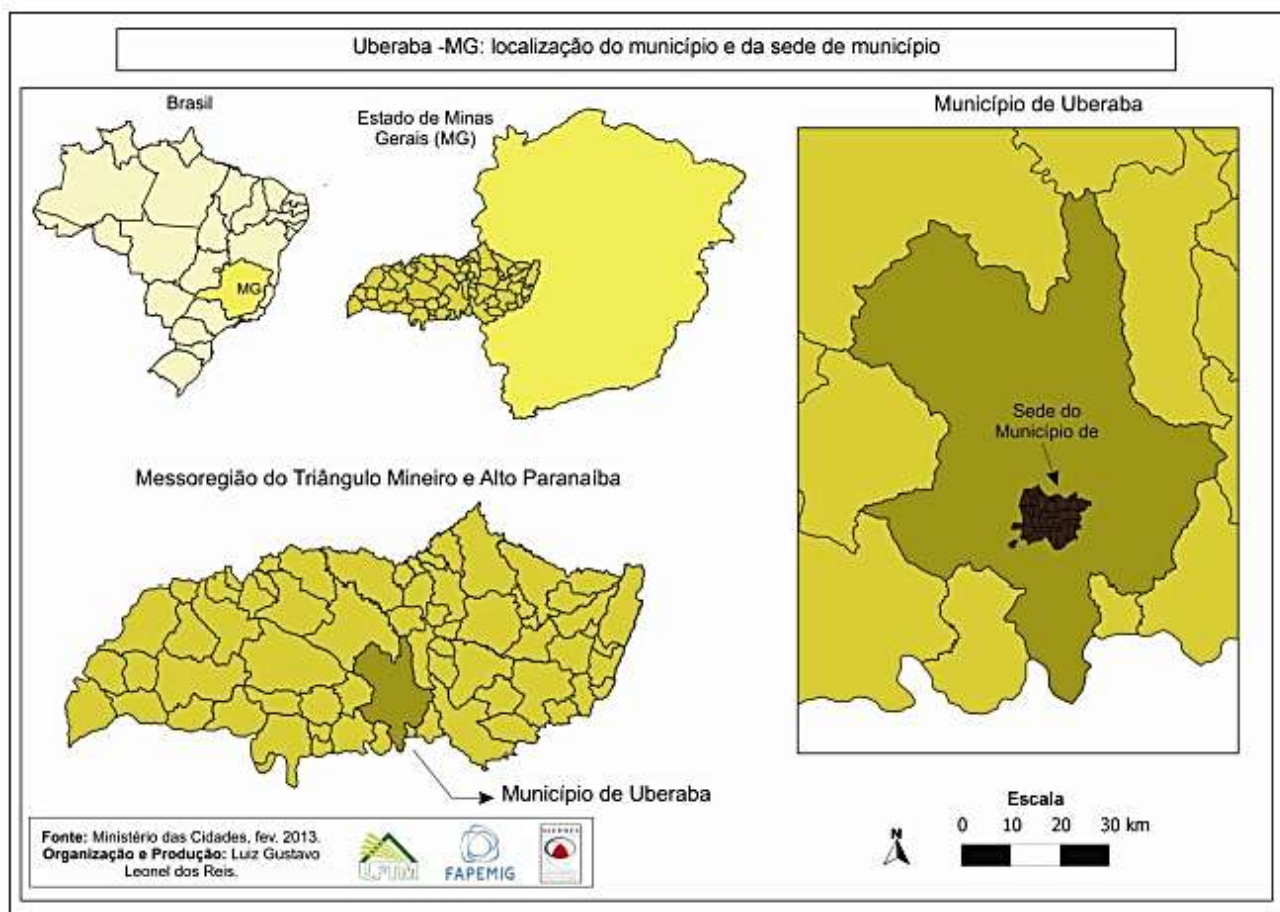 Uberaba -MG: localização do município e da sede de município
Brasil
MG
Estado de Minas
Gerais (MG)
Município de Uberaba
Sede do
Município de
Messoregião do Triângulo Mineiro e Alto Paranaíba
Município de Uberaba
Fonte: Ministério das Cidades, fev. 2013.
Organização e Produção: Luiz Gustavo
Leonel dos Reis.
UFTM
FAPEMIG
N
Escala
0 10 20 30 km